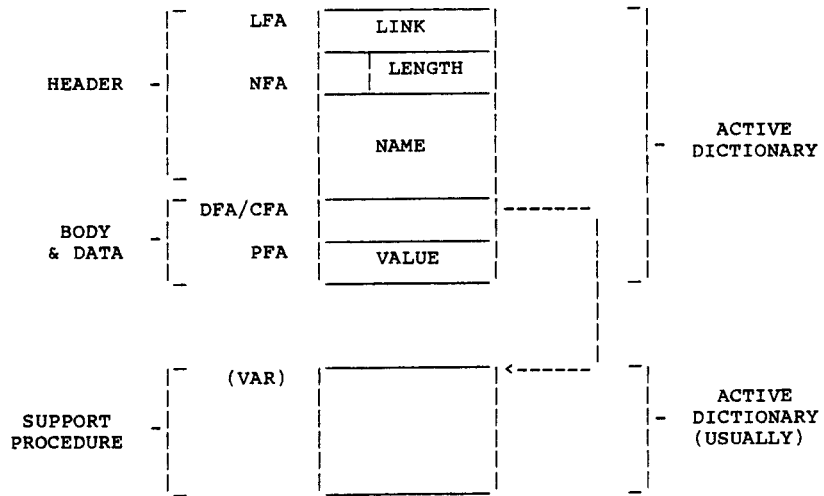 LFA LINK
LENGTH
HEADER NFA
NAME
ACTIVE
DICTIONARY
DFA/CFA
BODY
& DATA PFA VALUE
(VAR)
ACTIVE
SUPPORT DICTIONARY
PROCEDURE (USUALLY)